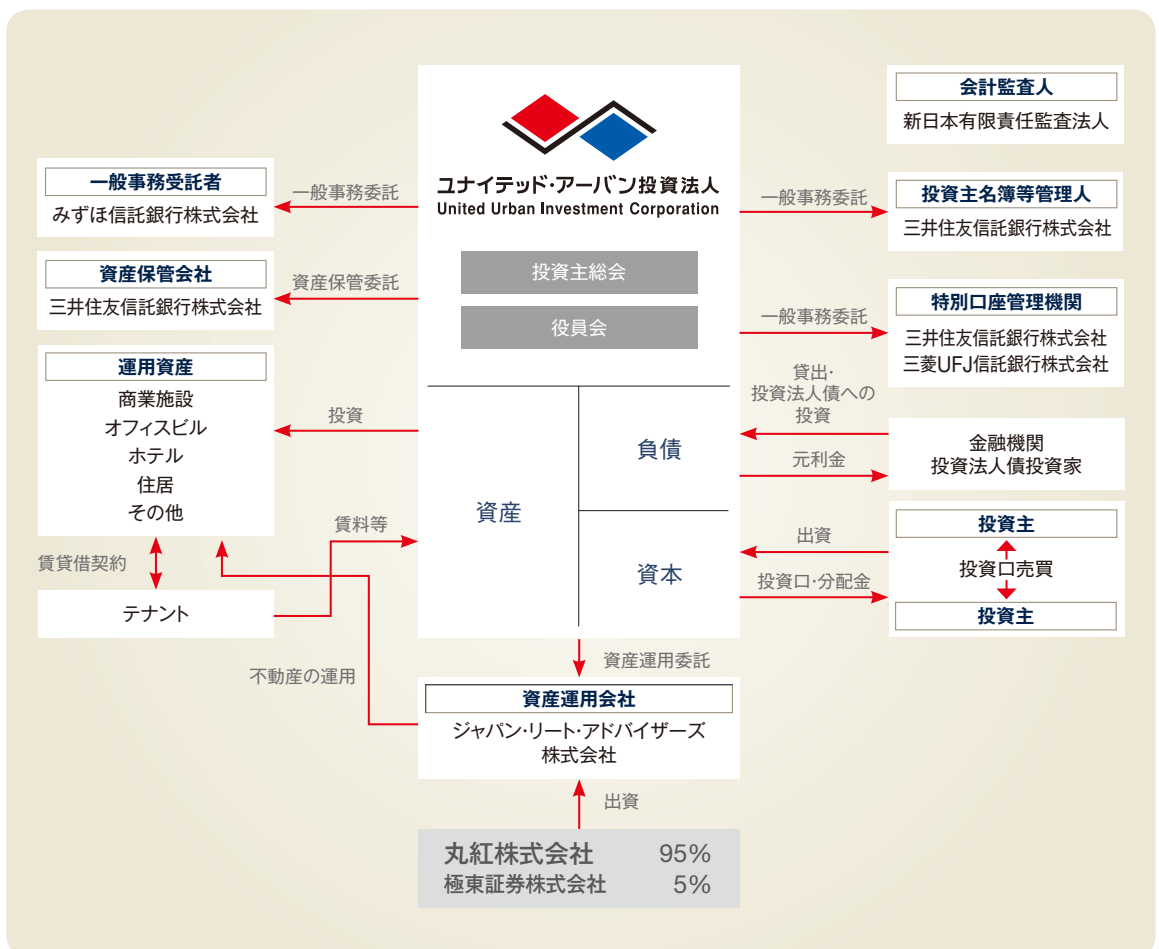 ユナイテッド・アーバン投資法人
United Urban Investment Corporation
投資主総会
役員会
資産
負債
資本
一般事務委託
一般事務受託者
みずほ信託銀行株式会社
資産保管委託
資産保管会社
三井住友信託銀行株式会社
投資
運用資産
商業施設
オフィスビル
ホテル
住居
その他
賃貸借契約
テナント
賃料等
不動産の運用
会計監査人
新日本有限責任監査法人
一般事務委託
投資主名簿等管理人
三井住友信託銀行株式会社
一般事務委託
特別口座管理機関
三井住友信託銀行株式会社
三菱UFJ信託銀行株式会社
貸出・
投資法人債への
投資
元利金
金融機関
投資法人債投資家
出資
投資口・分配金
投資主
投資口売買
投資主
資産運用委託
資産運用会社
ジャパン・リート・アドバイザーズ
株式会社
出資
丸紅株式会社 95%
極東証券株式会社 5%